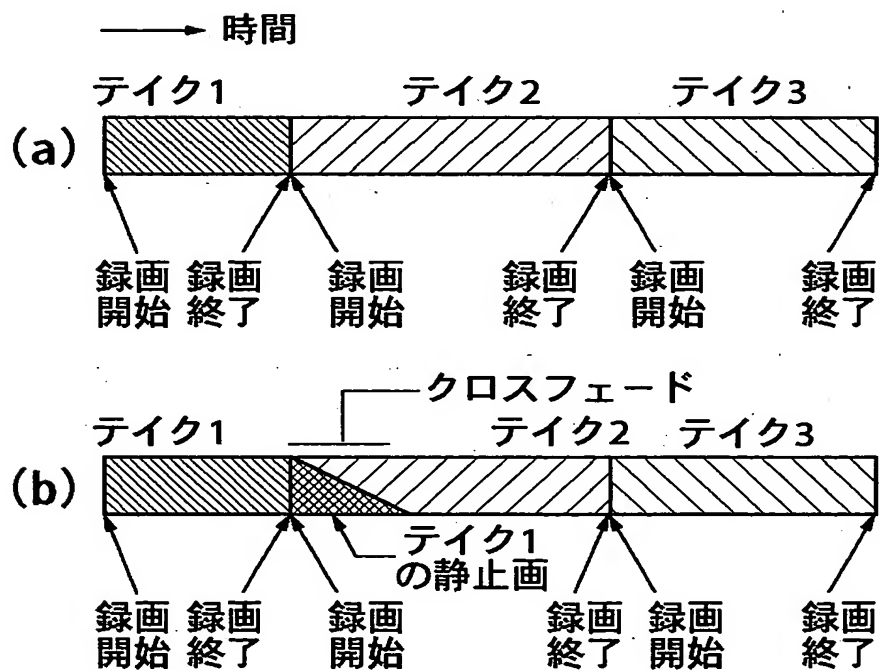 時間
テイク1 テイク2 テイク3
(a)
録画 録画 録画 録画 録画 録画
開始 終了 開始 終了 開始 終了
クロスフェード
テイク1 テイク2 テイク3
(b)
テイク1
の静止画
録画 録画 録画 録画 録画 録画
開始 終了 開始 終了 開始 終了